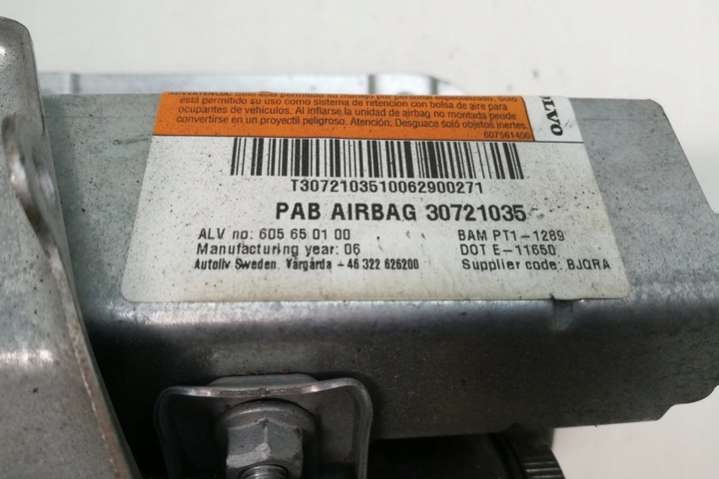 está permitido su uso como sistema de retención con bolsa de aire para
ocupantes de vehículos. Al inflarse la unidad de airbag no montada puede
convertirse en un proyectil peligroso. Atención. Desguace solo objetos inertes.
607561400
VOLVO
T3072103510062900271
PAB AIRBAG 30721035
ALV no: 605 65 01 00
BAM PT1-1289
Manufacturing year: 06
DOT E-11650
Autoliv Sweden. Vårgårda +46 322 626200
Supplier code: BJQRA